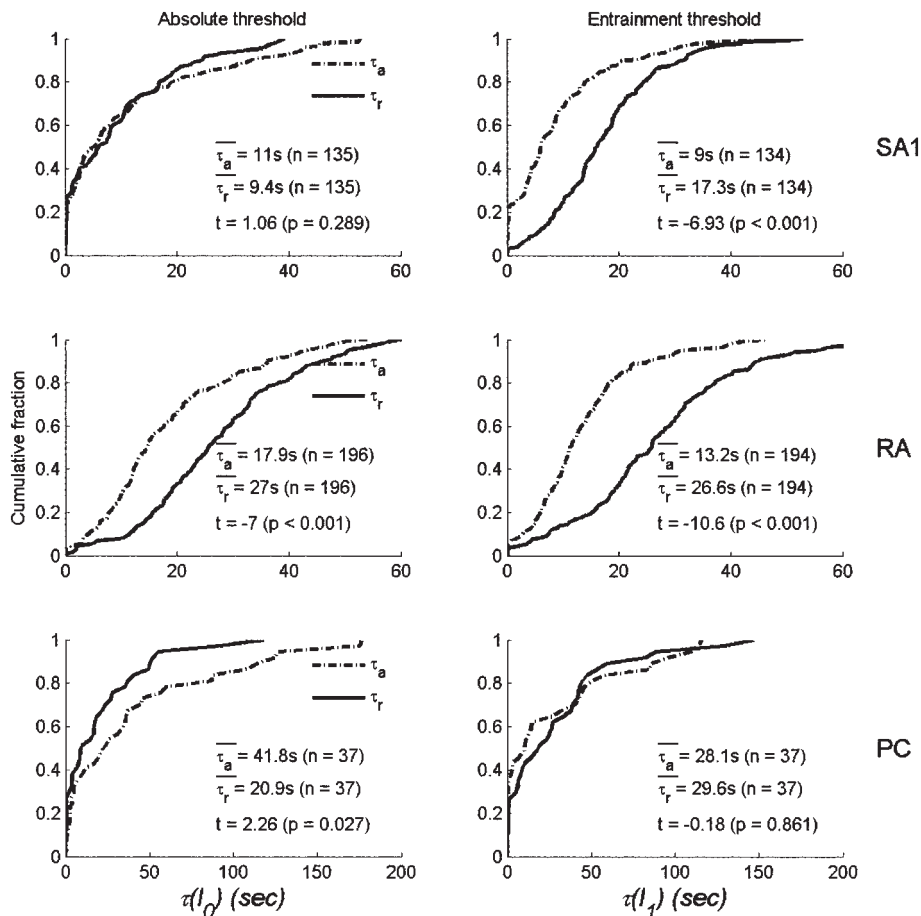 Absolute threshold
1
0.8
0.6
0.4
0.2
0
0 20 40 60
τa
τr
τa = 11s (n = 135)
τr = 9.4s (n = 135)
t = 1.06 (p = 0.289)
Entrainment threshold
1
0.8
0.6
0.4
0.2
0
0 20 40 60
τa = 9s (n = 134)
τr = 17.3s (n = 134)
t = -6.93 (p < 0.001)
SA1
Cumulative fraction
1
0.8
0.6
0.4
0.2
0
0 20 40 60
τa
τr
τa = 17.9s (n = 196)
τr = 27s (n = 196)
t = -7 (p < 0.001)
1
0.8
0.6
0.4
0.2
0
0 20 40 60
τa = 13.2s (n = 194)
τr = 26.6s (n = 194)
t = -10.6 (p < 0.001)
RA
1
0.8
0.6
0.4
0.2
0
0 50 100 150 200
τa
τr
τa = 41.8s (n = 37)
τr = 20.9s (n = 37)
t = 2.26 (p = 0.027)
τ(I0) (sec)
1
0.8
0.6
0.4
0.2
0
0 50 100 150 200
τa = 28.1s (n = 37)
τr = 29.6s (n = 37)
t = -0.18 (p = 0.861)
τ(I1) (sec)
PC